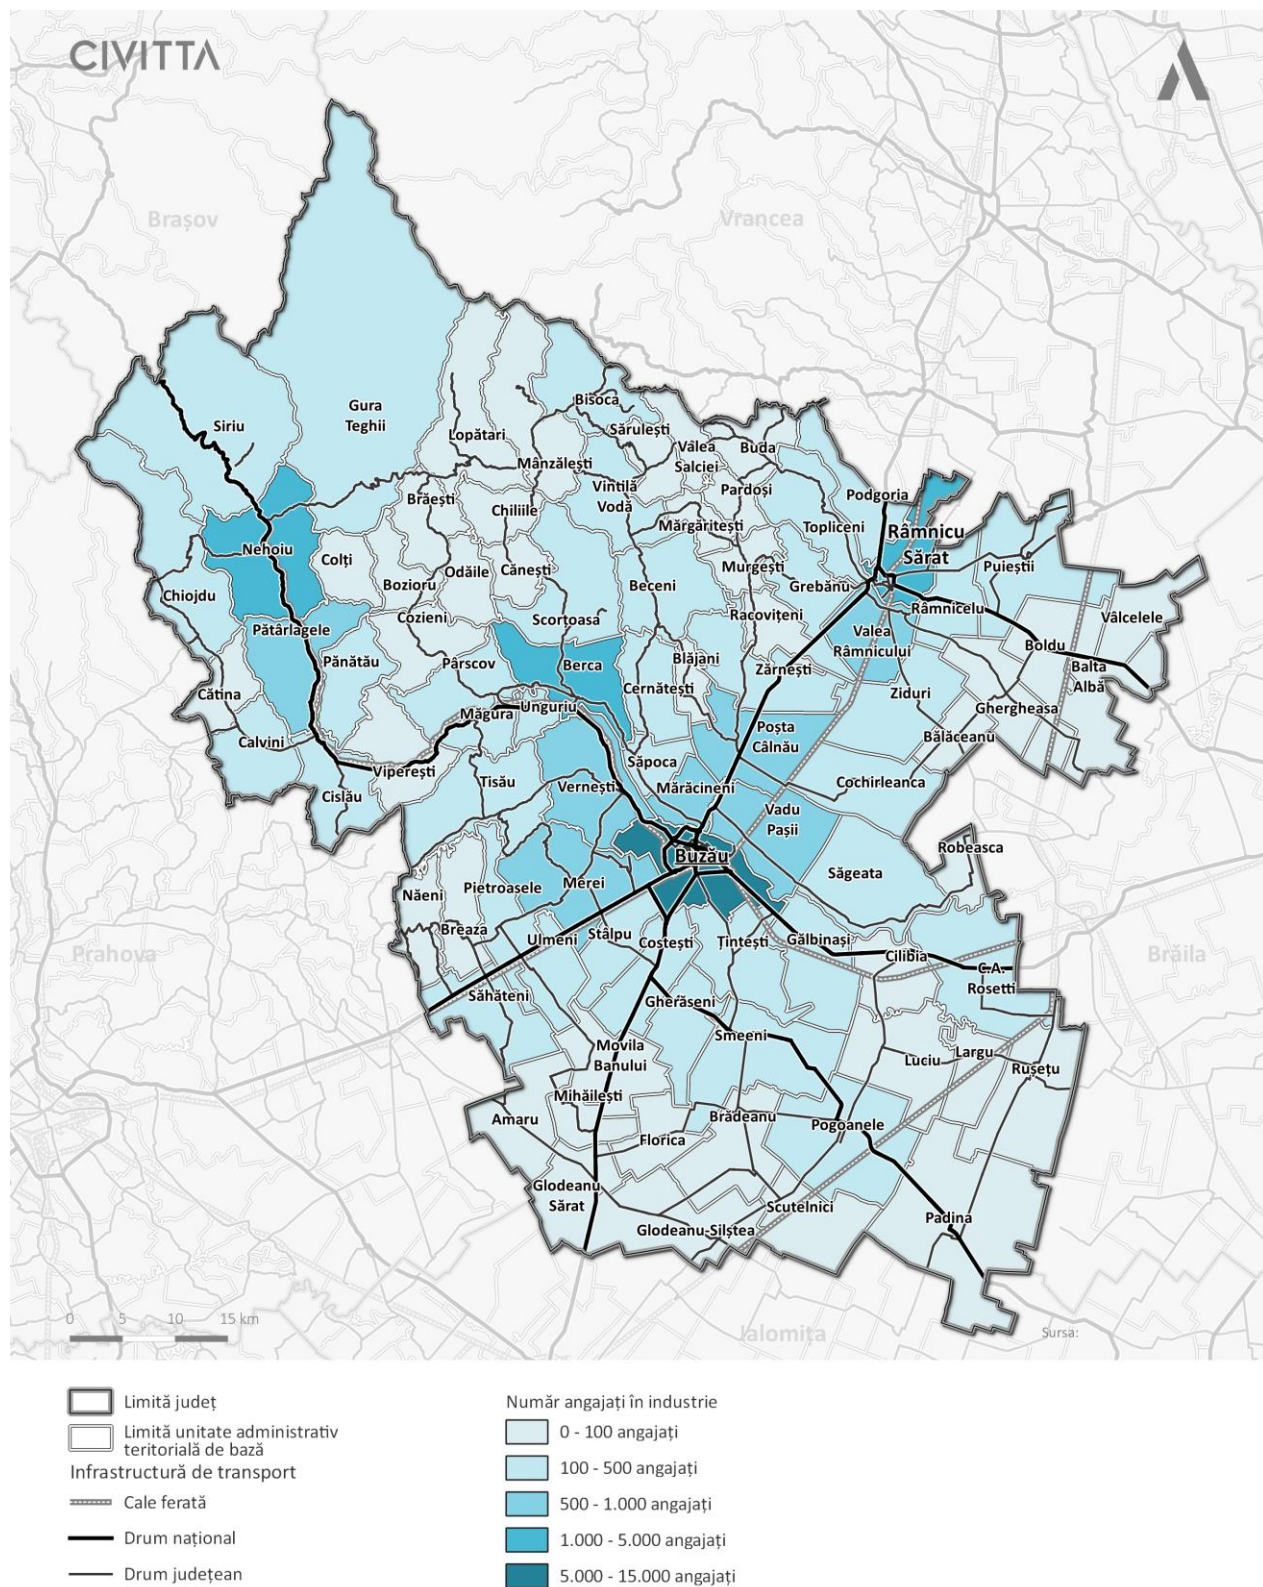 CIVITTA
Brașov
Vrancea
Siriu
Gura
Teghii
Bisoca
Lopătari
Sărulești
Valea
Salciei
Buda
Mânzălești
Brăești
Vintilă
Vodă
Pardoși
Podgoria
Chiliile
Mărgăritești
Topliceni
Râmnicu
Sărat
Nehoiu
Colți
Odăile
Cănești
Murgești
Puieștii
Bozioru
Beceni
Grebănu
Chiojdu
Râmnicelu
Cozieni
Scorțoasa
Racovițeni
Vâlcelele
Pătârlagele
Valea
Râmnicului
Boldu
Pănătău
Pârscov
Berca
Blăjani
Zărnești
Balta
Albă
Cătina
Cernătești
Ziduri
Ghergheasa
Unguriu
Măgura
Poșta
Câlnău
Calvini
Bălăceanu
Viperești
Săpoca
Tisău
Vernești
Mărăcineni
Cochirleanca
Cislău
Vadu
Pașii
Robeasca
Buzău
Săgeata
Năeni
Pietroasele
Merei
Breaza
Ulmeni
Stâlpu
Costești
Țintești
Gălbinași
Cilibia
Prahova
Brăila
C.A.
Rosetti
Săhăteni
Gherăseni
Smeeni
Movila
Banului
Luciu
Largu
Rușețu
Mihăilești
Amaru
Brădeanu
Pogoanele
Florica
Glodeanu
Sărat
Scutelnici
Padina
Glodeanu-Siliștea
0 5 10 15 km
Ialomița
Sursa:
Limită județ
Limită unitate administrativ
teritorială de bază
Infrastructură de transport
Cale ferată
Drum național
Drum județean
Număr angajați în industrie
0 - 100 angajați
100 - 500 angajați
500 - 1.000 angajați
1.000 - 5.000 angajați
5.000 - 15.000 angajați